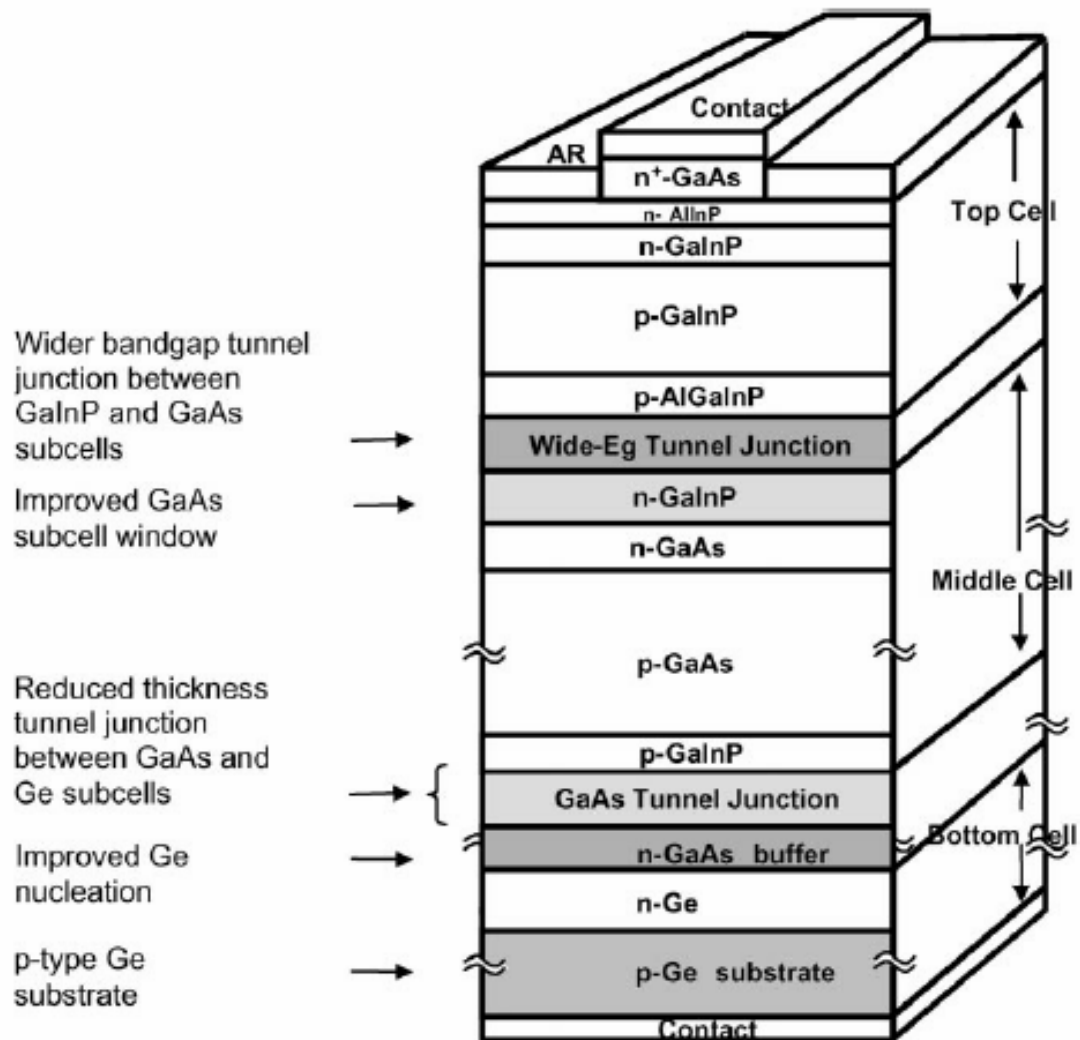 Contact
AR
n⁺-GaAs
n- AlInP
n-GaInP
Top Cell
p-GaInP
Wider bandgap tunnel
junction between
GaInP and GaAs
subcells
p-AlGaInP
Wide-Eg Tunnel Junction
Improved GaAs
subcell window
n-GaInP
n-GaAs
Middle Cell
p-GaAs
Reduced thickness
tunnel junction
between GaAs and
Ge subcells
p-GaInP
GaAs Tunnel Junction
Bottom Cell
Improved Ge
nucleation
n-GaAs buffer
n-Ge
p-type Ge
substrate
p-Ge substrate
Contact